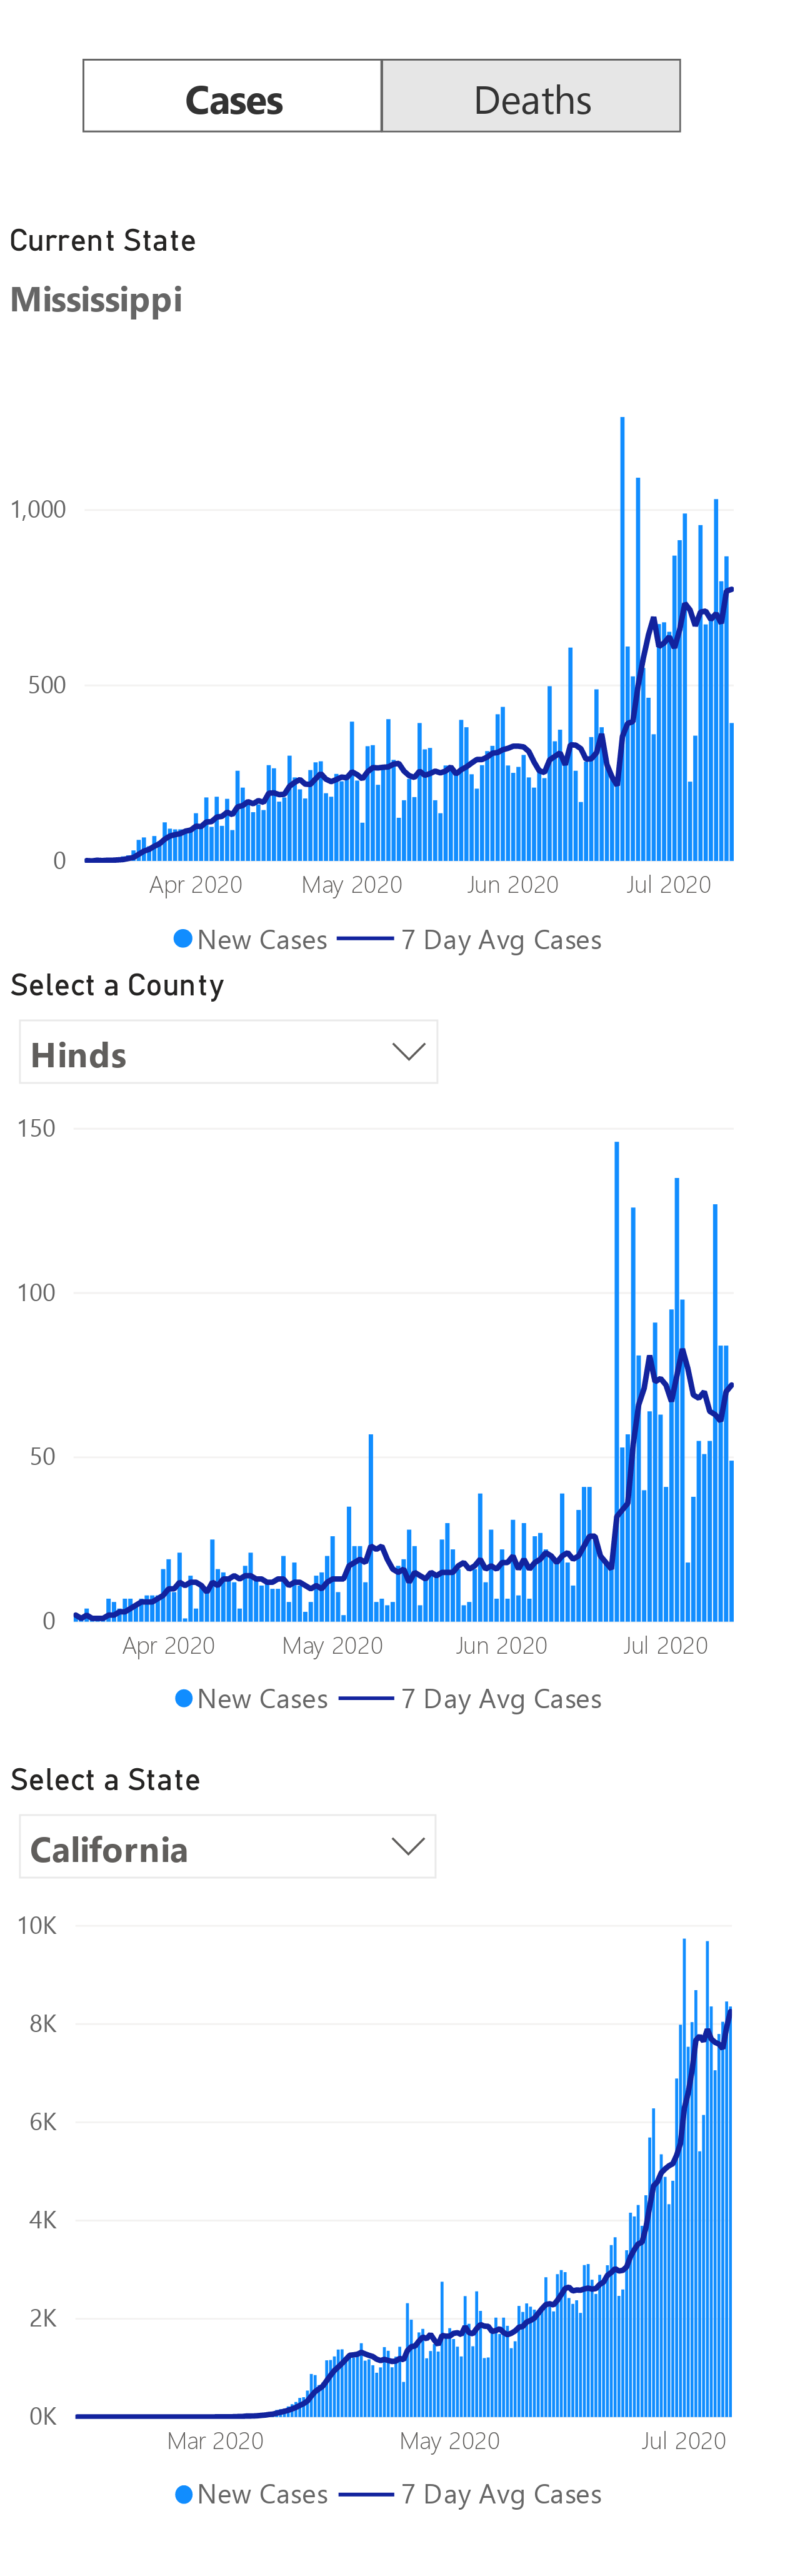 Cases Deaths
Current State
Mississippi
1,000
500
0
Apr 2020 May 2020 Jun 2020 Jul 2020
New Cases 7 Day Avg Cases
Select a County
Hinds
150
100
50
0
Apr 2020 May 2020 Jun 2020 Jul 2020
New Cases 7 Day Avg Cases
Select a State
California
10K
8K
6K
4K
2K
0K
Mar 2020 May 2020 Jul 2020
New Cases 7 Day Avg Cases